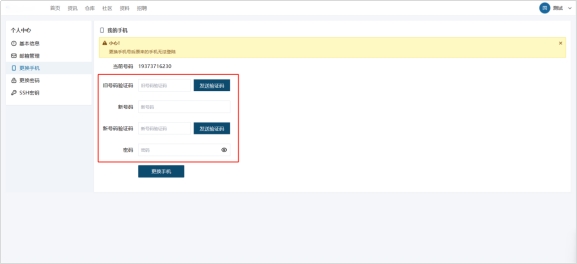 首页 资讯 仓库 社区 资料 招聘
测试
个人中心
基本信息
邮箱管理
更换手机
更换密码
SSH密钥
更换手机
小心!
更换手机号后原来的手机无法登陆
当前号码 19373716230
旧号码验证码 旧号码验证码 发送验证码
新号码 新号码
新号码验证码 新号码验证码 发送验证码
密码 密码
更换手机